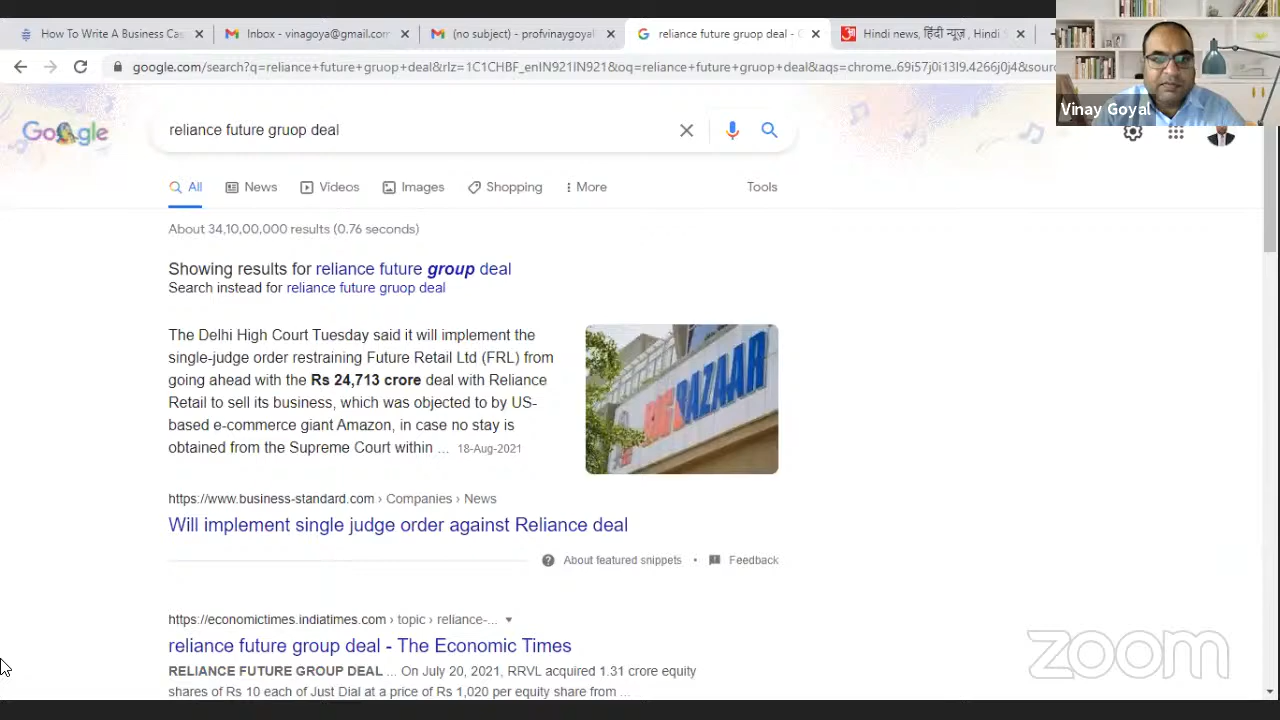 How To Write A Business Cas
Inbox - vinagoya@gmail.com
(no subject) - profvinaygoyal
reliance future gruop deal - G
Hindi news, हिंदी न्यूज़ , Hindi
google.com/search?q=reliance+future+gruop+deal&rlz=1C1CHBF_enIN921IN921&oq=reliance+future+gruop+deal&aqs=chrome..69i57j0i13l9.4266j0j4&sour
Vinay Goyal
Google
reliance future gruop deal
All
News
Videos
Images
Shopping
More
Tools
About 34,10,00,000 results (0.76 seconds)
Showing results for reliance future group deal
Search instead for reliance future gruop deal
The Delhi High Court Tuesday said it will implement the
single-judge order restraining Future Retail Ltd (FRL) from
going ahead with the Rs 24,713 crore deal with Reliance
Retail to sell its business, which was objected to by US-
based e-commerce giant Amazon, in case no stay is
obtained from the Supreme Court within ... 18-Aug-2021
BIG BAZAAR
https://www.business-standard.com › Companies › News
Will implement single judge order against Reliance deal
About featured snippets • Feedback
https://economictimes.indiatimes.com › topic › reliance-...
reliance future group deal - The Economic Times
RELIANCE FUTURE GROUP DEAL ... On July 20, 2021, RRVL acquired 1.31 crore equity
shares of Rs 10 each of Just Dial at a price of Rs 1,020 per equity share from ...
zoom